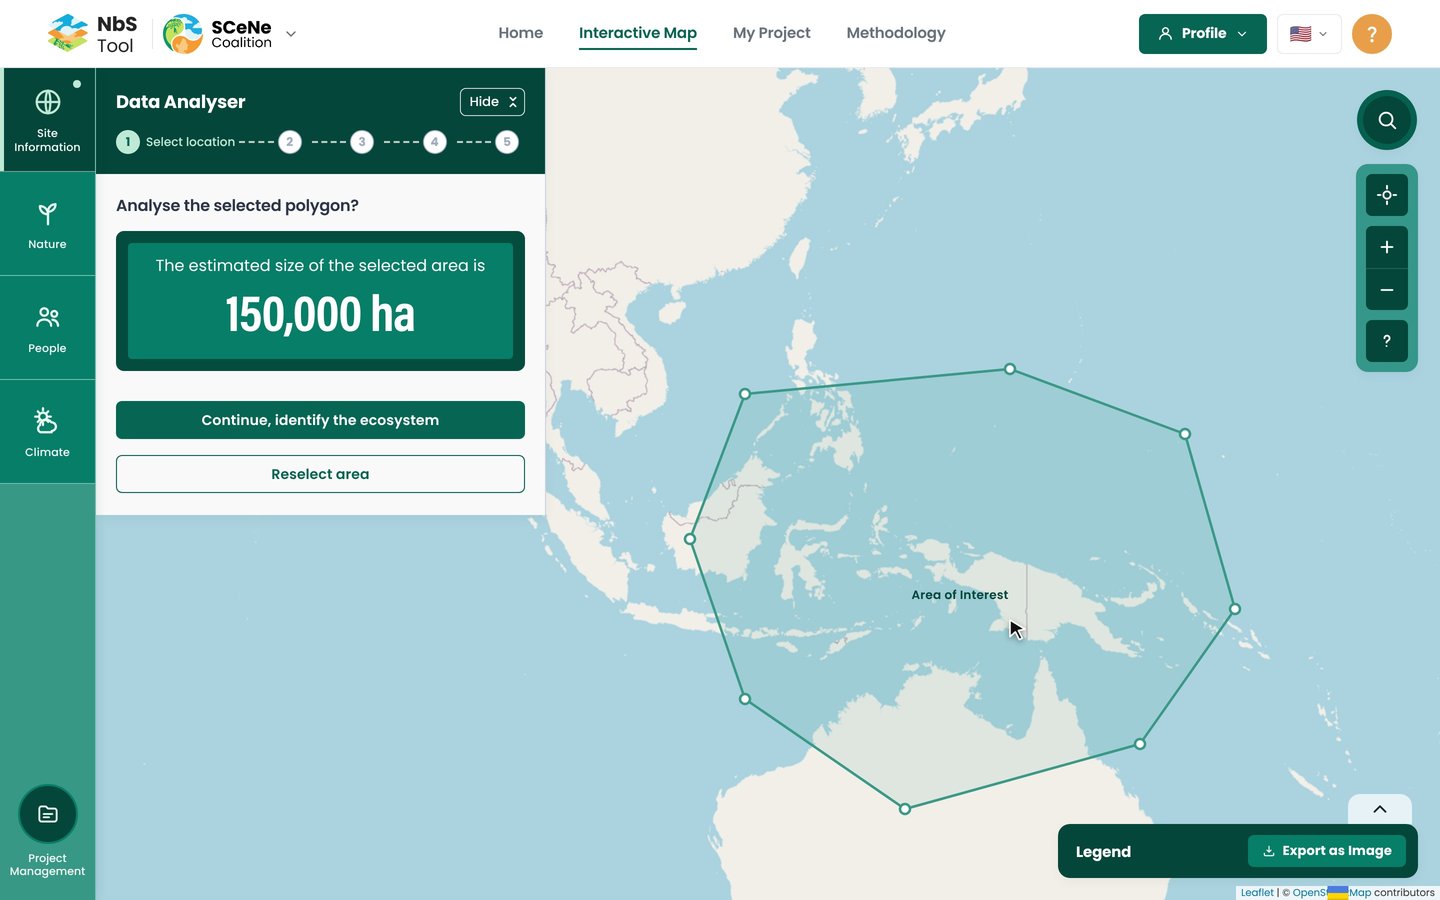 NbS
Tool
SCeNe
Coalition
Home
Interactive Map
My Project
Methodology
Profile
?
Site
Information
Nature
People
Climate
Project
Management
Data Analyser
Hide
1 Select location 2 3 4 5
Analyse the selected polygon?
The estimated size of the selected area is
150,000 ha
Continue, identify the ecosystem
Reselect area
Area of Interest
+
−
?
Legend
Export as Image
Leaflet | © OpenS Map contributors